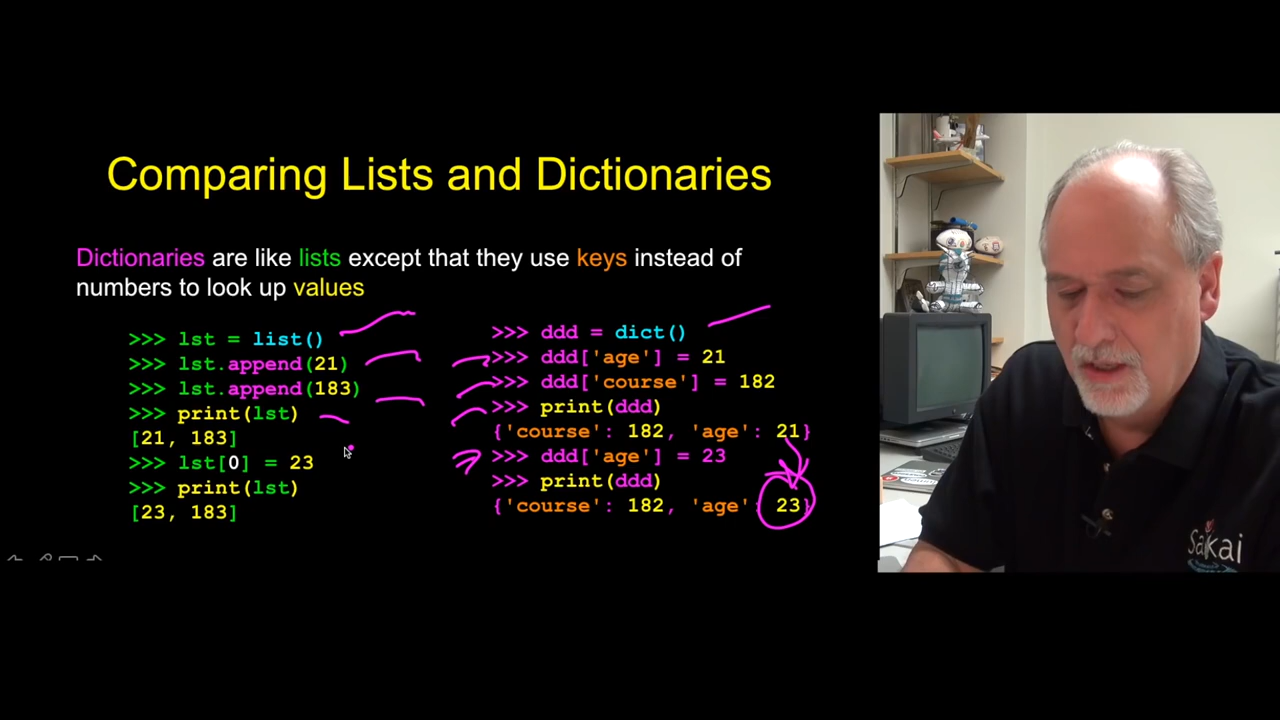 Comparing Lists and Dictionaries
Dictionaries are like lists except that they use keys instead of
numbers to look up values
>>> lst = list()
>>> lst.append(21)
>>> lst.append(183)
>>> print(lst)
[21, 183]
>>> lst[0] = 23
>>> print(lst)
[23, 183]
>>> ddd = dict()
>>> ddd['age'] = 21
>>> ddd['course'] = 182
>>> print(ddd)
{'course': 182, 'age': 21}
>>> ddd['age'] = 23
>>> print(ddd)
{'course': 182, 'age': 23}
Sakai